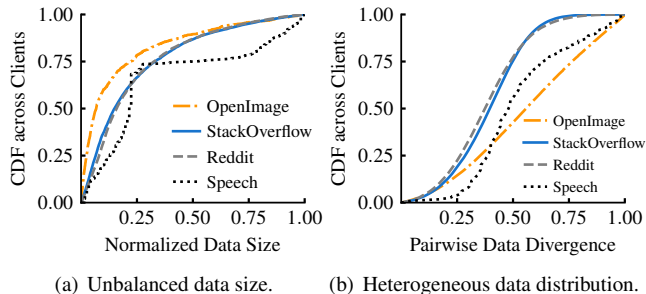 CDF across Clients
1.00
0.75
0.50
0.25
0.00
OpenImage
StackOverflow
Reddit
Speech
0.25 0.50 0.75 1.00
Normalized Data Size
(a) Unbalanced data size.
CDF across Clients
1.00
0.75
0.50
0.25
0.00
OpenImage
StackOverflow
Reddit
Speech
0.25 0.50 0.75 1.00
Pairwise Data Divergence
(b) Heterogeneous data distribution.